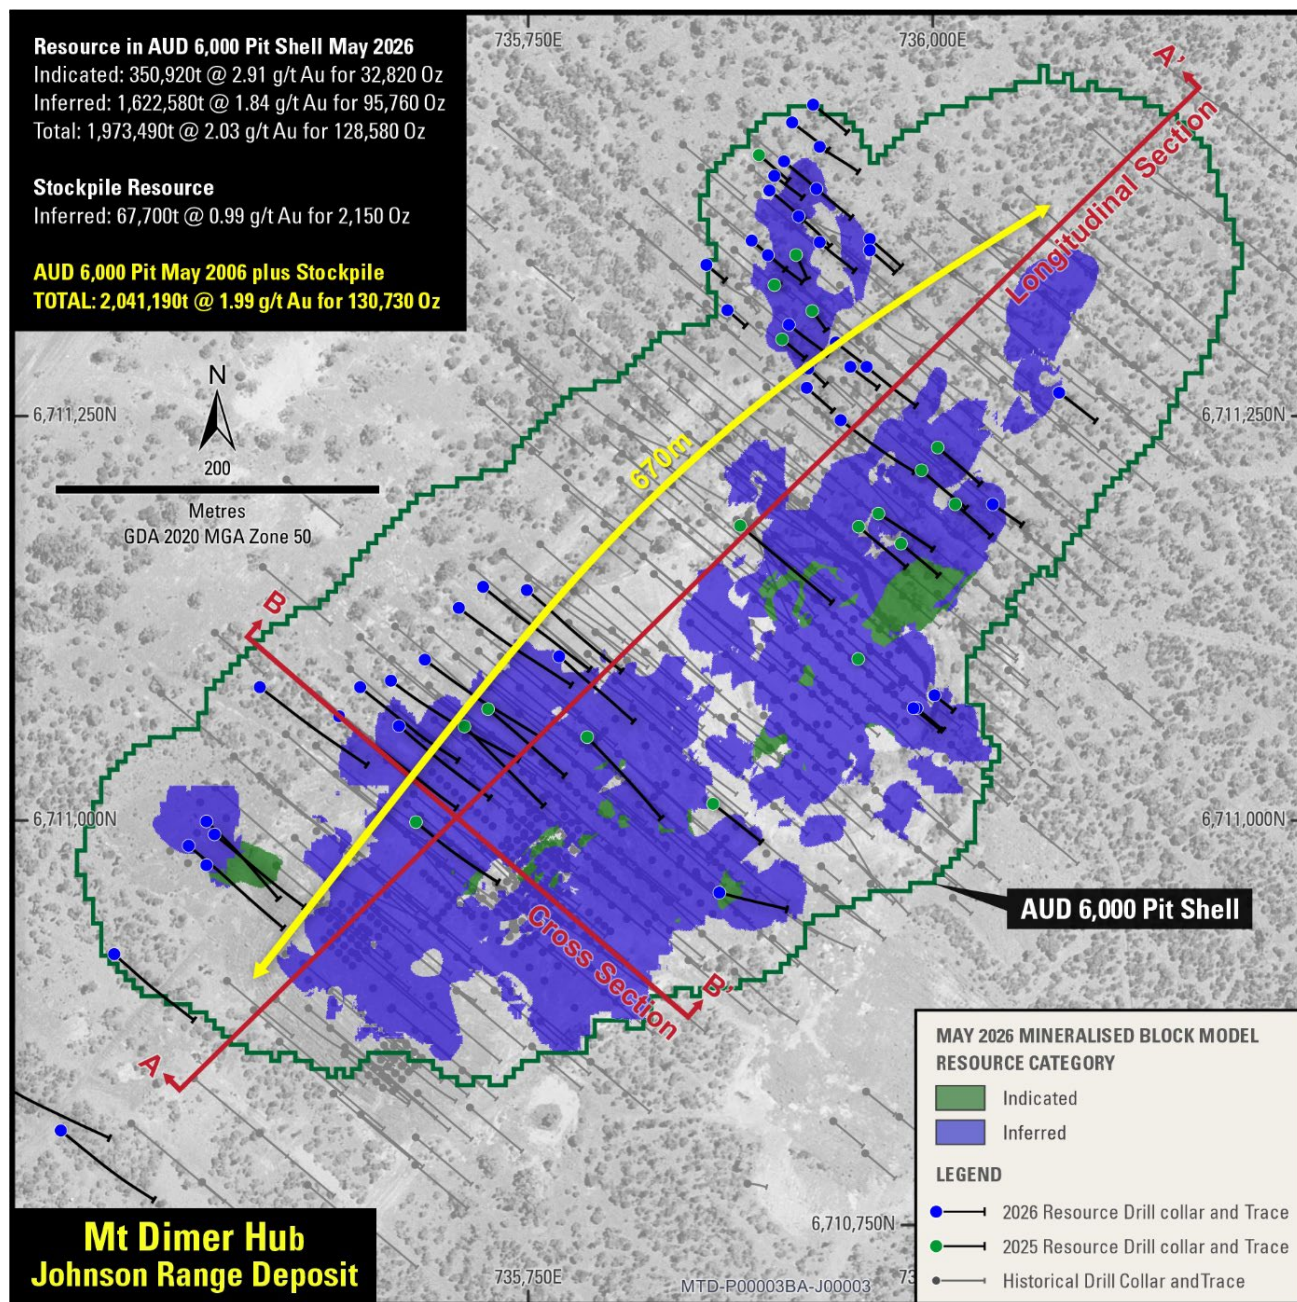 Resource in AUD 6,000 Pit Shell May 2026
Indicated: 350,920t @ 2.91 g/t Au for 32,820 Oz
Inferred: 1,622,580t @ 1.84 g/t Au for 95,760 Oz
Total: 1,973,490t @ 2.03 g/t Au for 128,580 Oz
Stockpile Resource
Inferred: 67,700t @ 0.99 g/t Au for 2,150 Oz
AUD 6,000 Pit May 2006 plus Stockpile
TOTAL: 2,041,190t @ 1.99 g/t Au for 130,730 Oz
735,750E
736,000E
A'
Longitudinal Section
N
6,711,250N
6,711,250N
200
Metres
GDA 2020 MGA Zone 50
670m
B
6,711,000N
6,711,000N
AUD 6,000 Pit Shell
Cross Section
B'
A
MAY 2026 MINERALISED BLOCK MODEL
RESOURCE CATEGORY
Indicated
Inferred
LEGEND
2026 Resource Drill collar and Trace
2025 Resource Drill collar and Trace
Historical Drill Collar andTrace
6,710,750N
Mt Dimer Hub
Johnson Range Deposit
735,750E
MTD-P00003BA-J00003